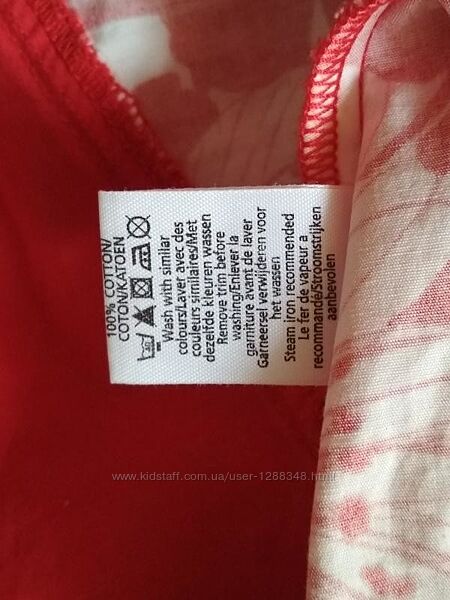 100% COTTON/
COTON/KATOEN
Wash with similar
colours/Laver avec des
couleurs similaires/Met
dezelfde kleuren wassen
Remove trim before
washing/Enlever la
garniture avant de laver
Garneersel verwijderen voor
het wassen
Steam iron recommended
Le fer de vapeur a
recommandé/Stroomstrijken
aanbevolen
www.kidstaff.com.ua/user-1288348.html